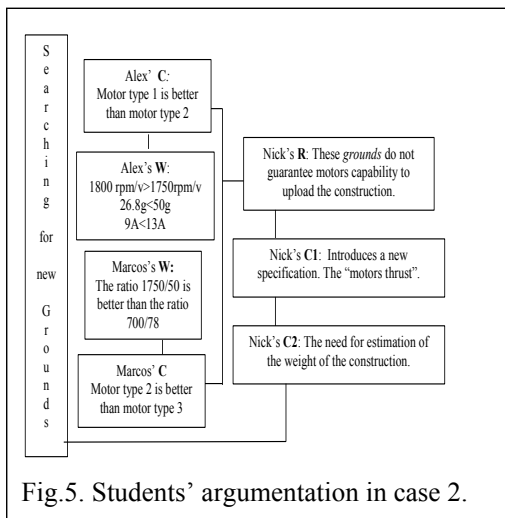 Searching
for
new
Grounds
Alex' C:
Motor type 1 is better
than motor type 2
Alex's W:
1800 rpm/v>1750rpm/v
26.8g<50g
9A<13A
Marcos's W:
The ratio 1750/50 is
better than the ratio
700/78
Marcos' C
Motor type 2 is better
than motor type 3
Nick's R: These grounds do not
guarantee motors capability to
upload the construction.
Nick's C1: Introduces a new
specification. The “motors thrust”.
Nick's C2: The need for estimation of
the weight of the construction.
Fig.5. Students' argumentation in case 2.